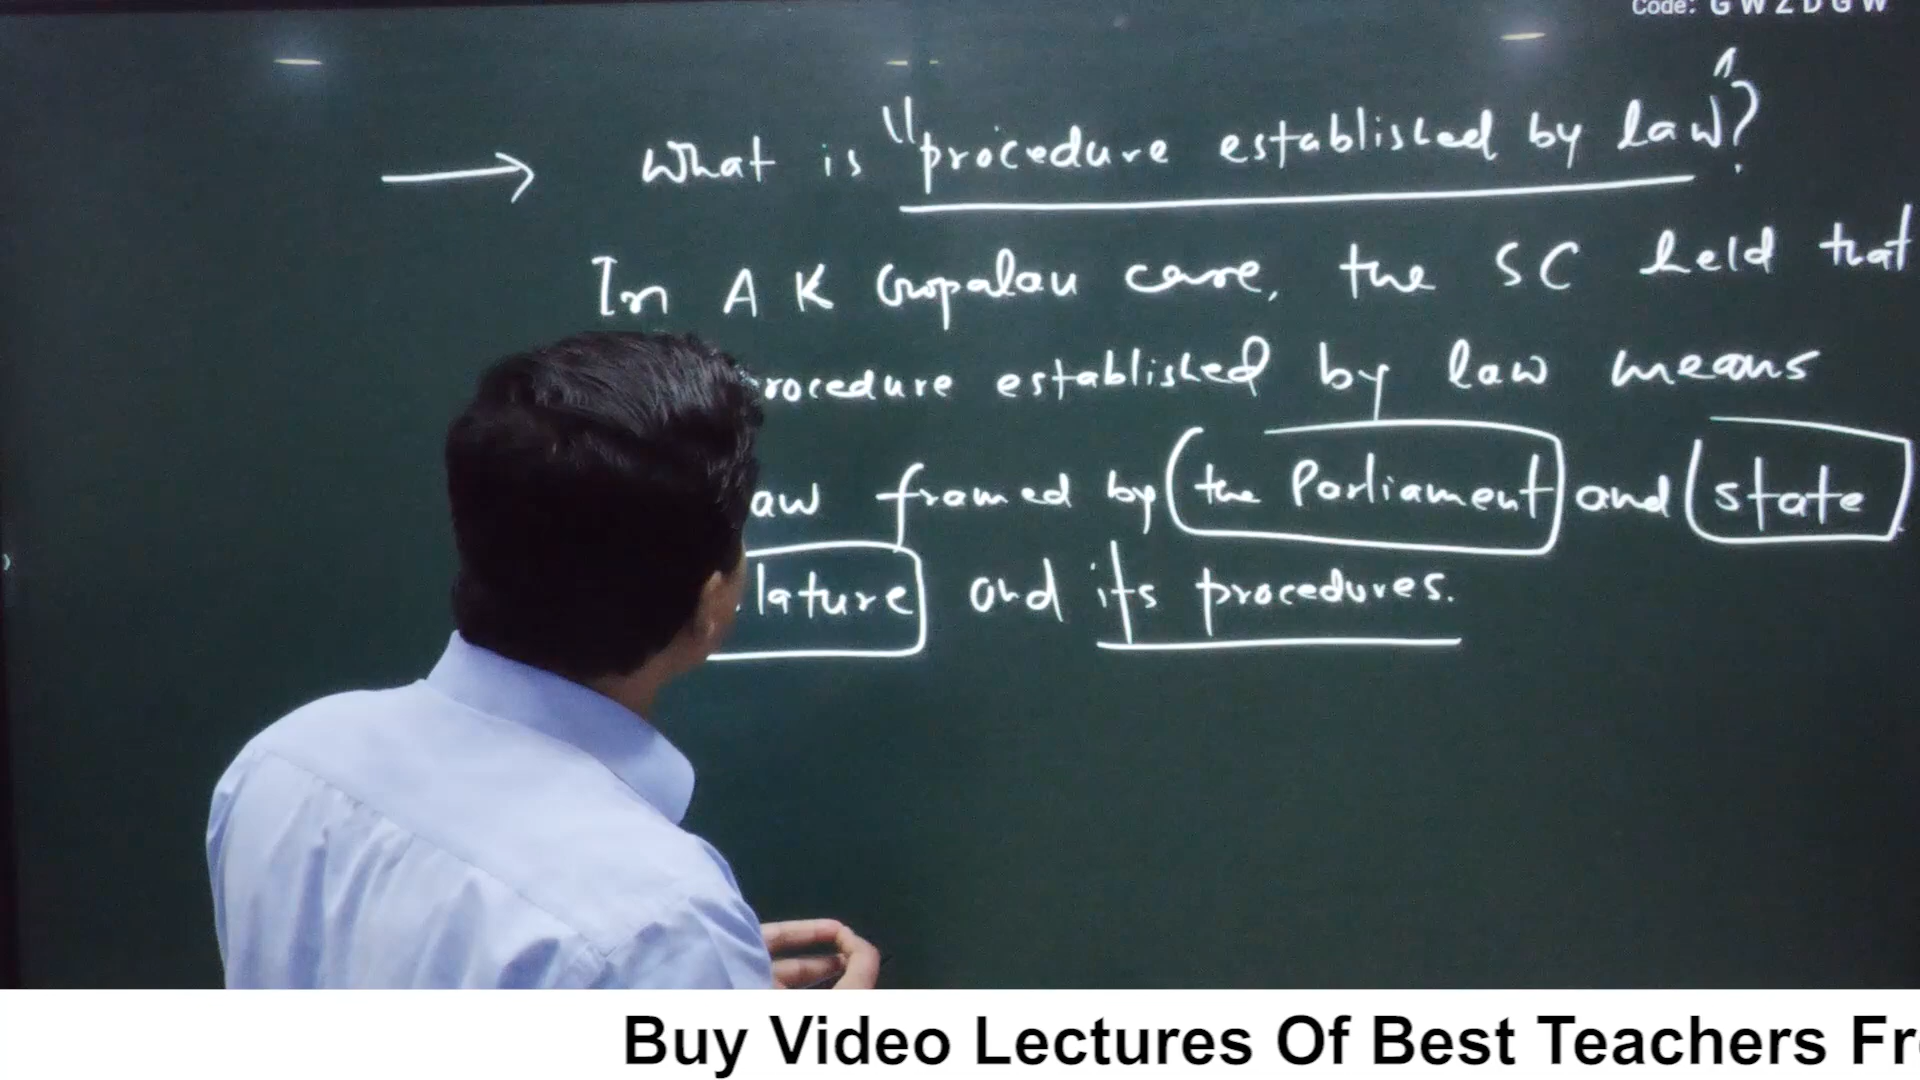 Code: G W Z D G W
→ What is "procedure established by law"?
In A K Gopalan case, the SC held that
rocedure established by law means
aw framed by the Parliament and state
lature and its procedures.
Buy Video Lectures Of Best Teachers Fr